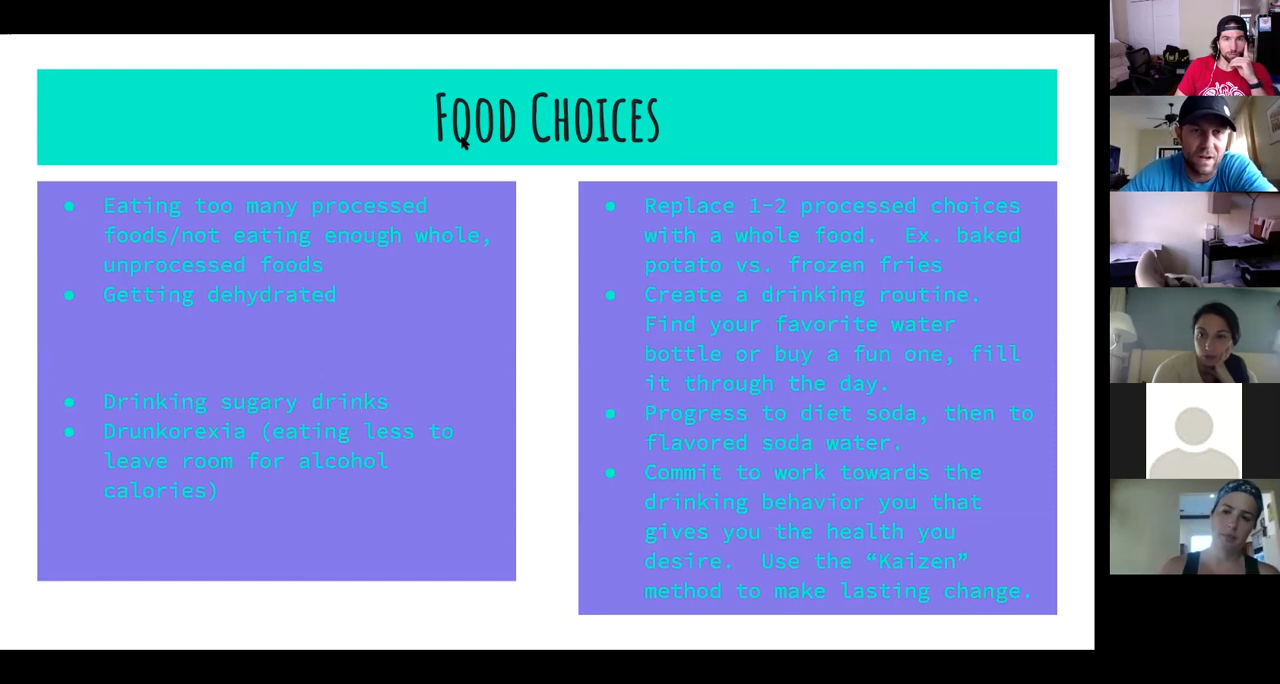 Food Choices
Eating too many processed
foods/not eating enough whole,
unprocessed foods
Getting dehydrated
Drinking sugary drinks
Drunkorexia (eating less to
leave room for alcohol
calories)
Replace 1-2 processed choices
with a whole food. Ex. baked
potato vs. frozen fries
Create a drinking routine.
Find your favorite water
bottle or buy a fun one, fill
it through the day.
Progress to diet soda, then to
flavored soda water.
Commit to work towards the
drinking behavior you that
gives you the health you
desire. Use the “Kaizen”
method to make lasting change.